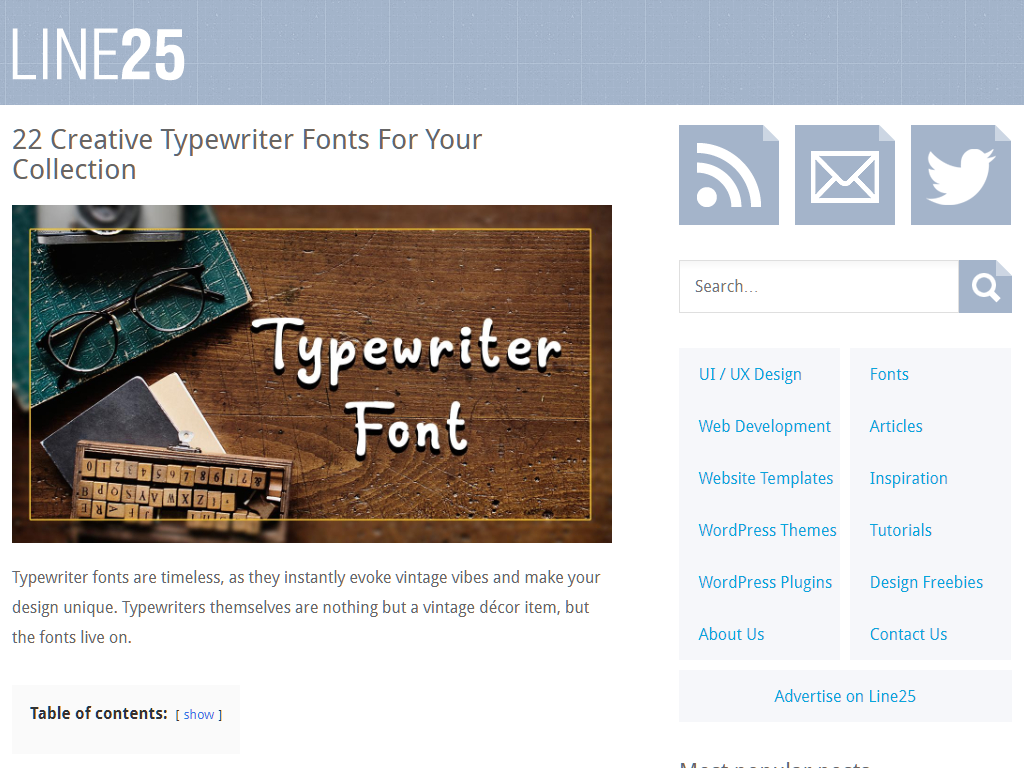 LINE25
22 Creative Typewriter Fonts For Your
Collection
Typewriter
Font
Typewriter fonts are timeless, as they instantly evoke vintage vibes and make your
design unique. Typewriters themselves are nothing but a vintage décor item, but
the fonts live on.
Table of contents: [ show ]
Search...
UI / UX Design
Fonts
Web Development
Articles
Website Templates
Inspiration
WordPress Themes
Tutorials
WordPress Plugins
Design Freebies
About Us
Contact Us
Advertise on Line25